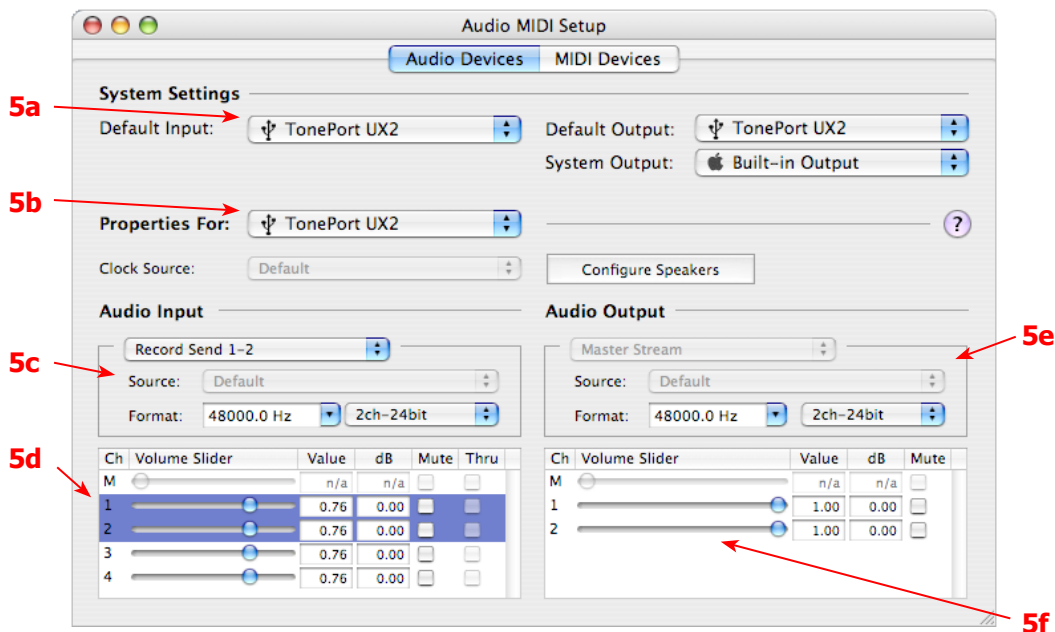 Audio MIDI Setup
Audio Devices MIDI Devices
System Settings
5a
Default Input: TonePort UX2 Default Output: TonePort UX2
System Output: Built-in Output
5b
Properties For: TonePort UX2 ?
Clock Source: Default Configure Speakers
Audio Input Audio Output
5e
Record Send 1-2 Master Stream
5c
Source: Default Source: Default
Format: 48000.0 Hz 2ch-24bit Format: 48000.0 Hz 2ch-24bit
5d
Ch Volume Slider Value dB Mute Thru Ch Volume Slider Value dB Mute
M n/a n/a M n/a n/a
1 0.76 0.00 1 1.00 0.00
2 0.76 0.00 2 1.00 0.00
3 0.76 0.00
4 0.76 0.00
5f